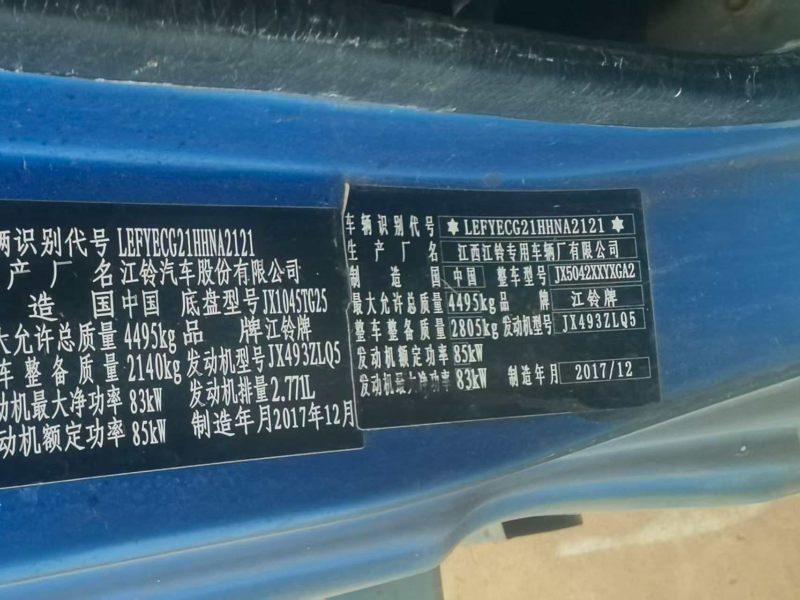 辆识别代号 LEFYECG21HHNA2121
产厂名 江铃汽车股份有限公司
造国 中国 底盘型号 JX1045TG25
大允许总质量 4495kg 品牌 江铃牌
车整备质量 2140kg 发动机型号 JX493ZLQ5
动机最大净功率 83kW 发动机排量 2.771L
动机额定功率 85kW 制造年月 2017年12月
车辆识别代号 LEFYECG21HHNA2121
生产厂名 江西江铃专用车辆厂有限公司
制造国 中国 整车型号 JX5042XXYXGA2
最大允许总质量 4495kg 品牌 江铃牌
整车整备质量 2805kg 发动机型号 JX493ZLQ5
发动机额定功率 85kW
发动机最大净功率 83kW 制造年月 2017/12